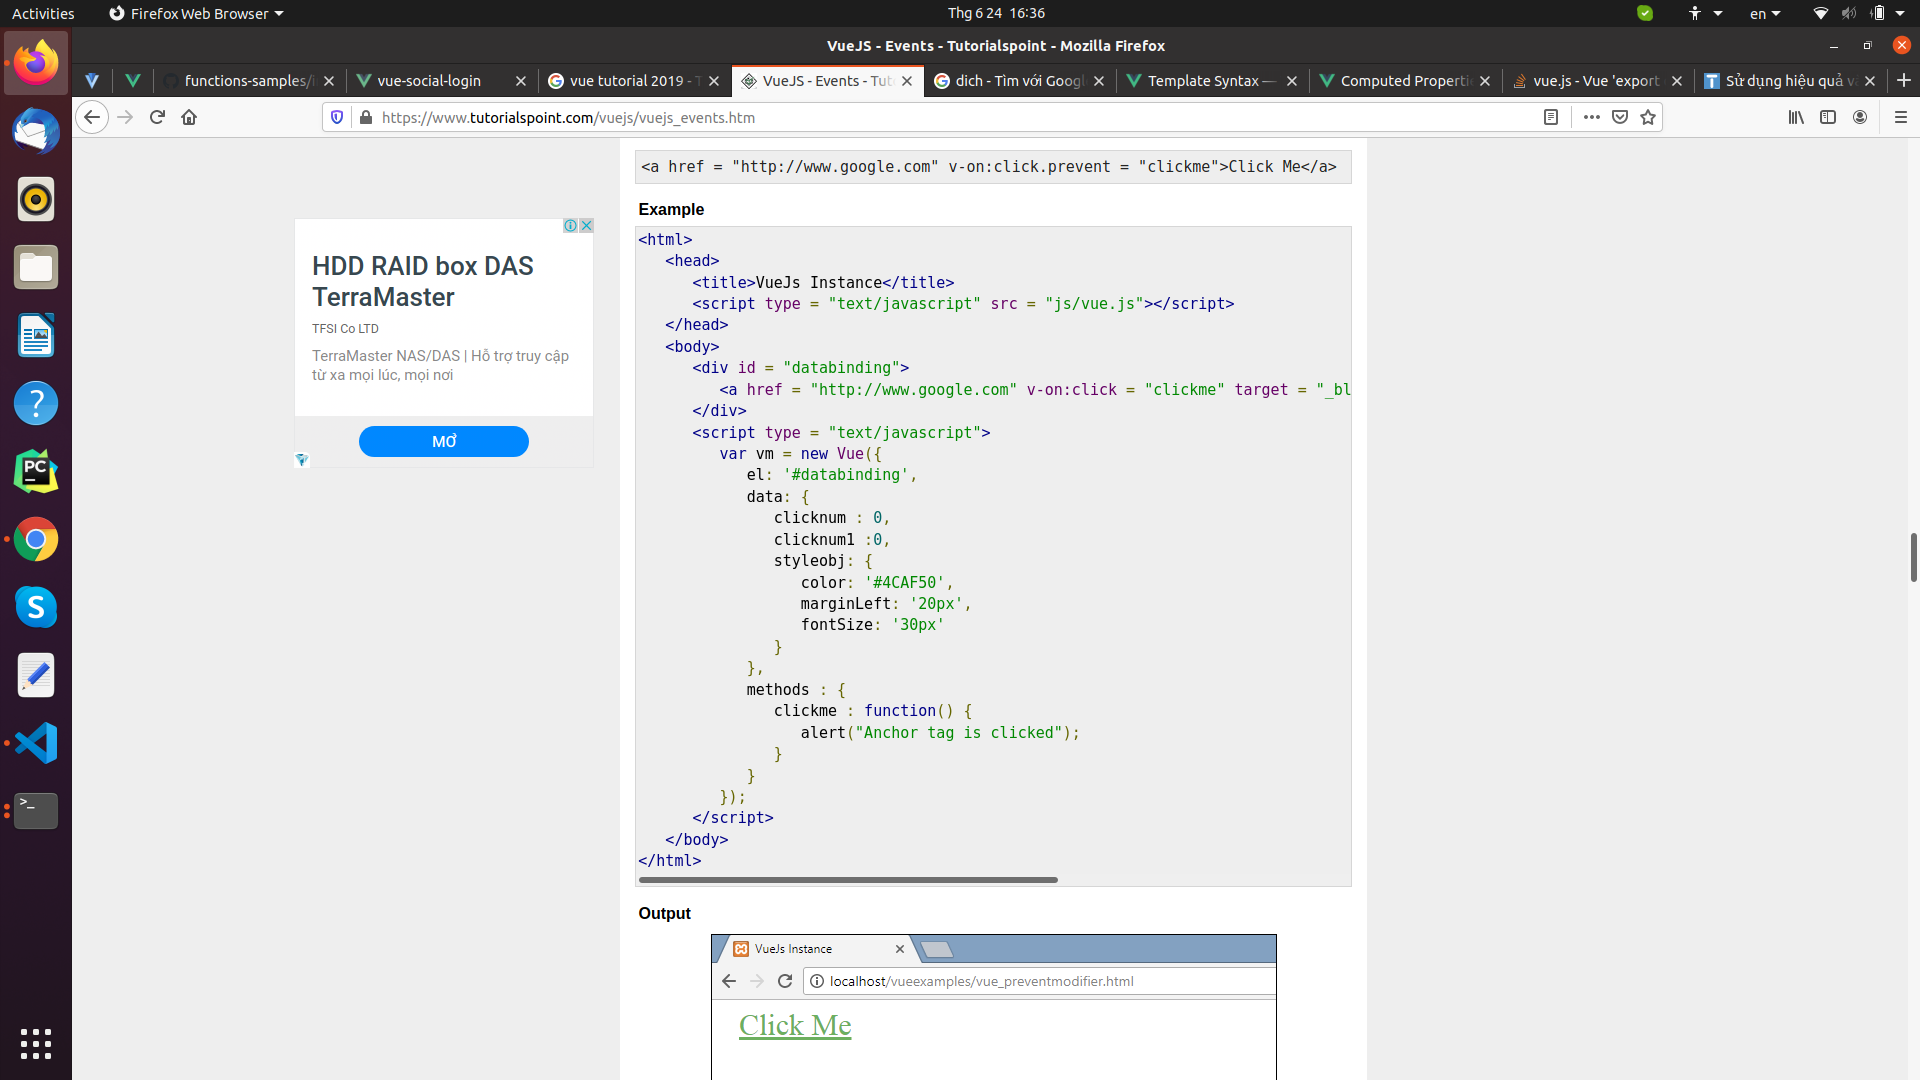 Activities
Firefox Web Browser
Thg 6 24 16:36
en
VueJS - Events - Tutorialspoint - Mozilla Firefox
functions-samples/
vue-social-login
vue tutorial 2019 - T
VueJS - Events - Tut
dich - Tìm với Googl
Template Syntax —
Computed Properti
vue.js - Vue 'export
Sử dụng hiệu quả v
https://www.tutorialspoint.com/vuejs/vuejs_events.htm
<a href = "http://www.google.com" v-on:click.prevent = "clickme">Click Me</a>
Example
<html>
<head>
<title>VueJs Instance</title>
<script type = "text/javascript" src = "js/vue.js"></script>
</head>
<body>
<div id = "databinding">
<a href = "http://www.google.com" v-on:click = "clickme" target = "_bl
</div>
<script type = "text/javascript">
var vm = new Vue({
el: '#databinding',
data: {
clicknum : 0,
clicknum1 :0,
styleobj: {
color: '#4CAF50',
marginLeft: '20px',
fontSize: '30px'
}
},
methods : {
clickme : function() {
alert("Anchor tag is clicked");
}
}
});
</script>
</body>
</html>
Output
VueJs Instance
localhost/vueexamples/vue_preventmodifier.html
Click Me
HDD RAID box DAS
TerraMaster
TFSI Co LTD
TerraMaster NAS/DAS | Hỗ trợ truy cập
từ xa mọi lúc, mọi nơi
MỞ